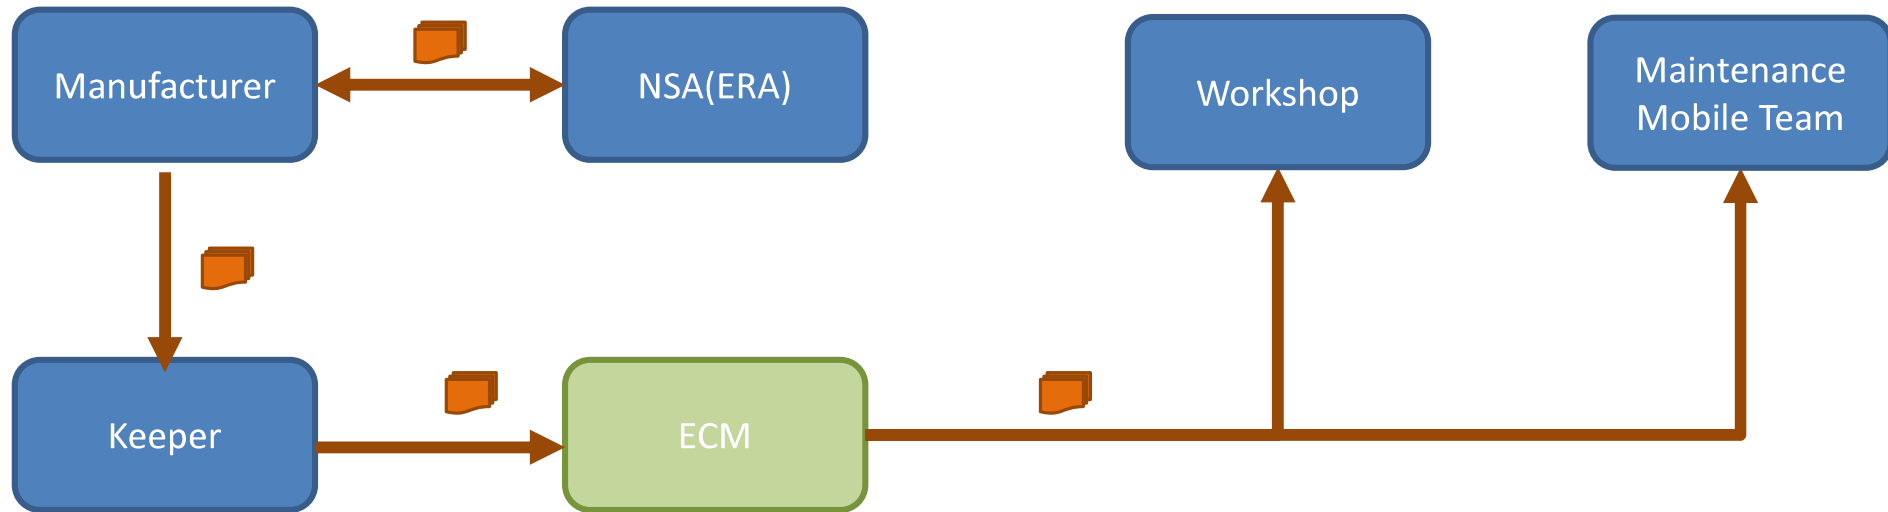 Manufacturer
NSA(ERA)
Workshop
Maintenance
Mobile Team
Keeper
ECM